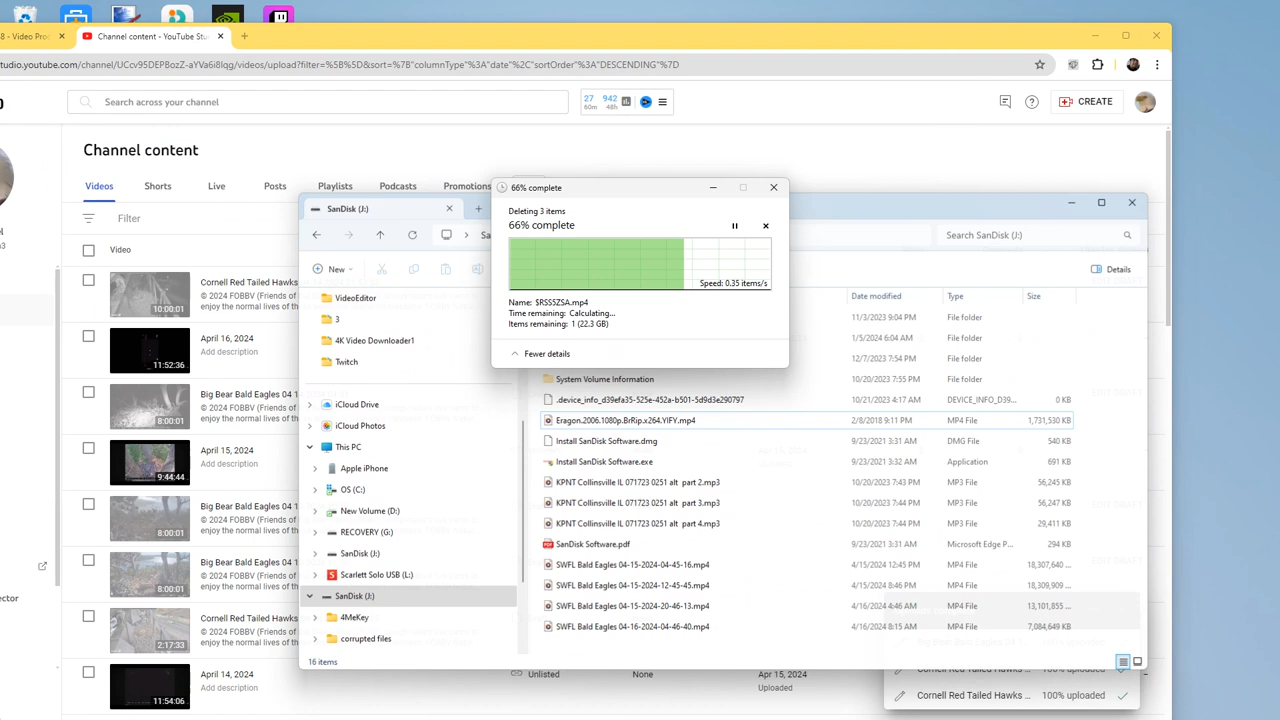 8 - Video Pro
Channel content - YouTube Stu
studio.youtube.com/channel/UCcv95DEPBozZ-aYVa6i8Iqg/videos/upload?filter=%5B%5D&sort=%7B"columnType"%3A"date"%2C"sortOrder"%3A"DESCENDING"%7D
Search across your channel
27
60m
942
48h
CREATE
Channel content
Videos
Shorts
Live
Posts
Playlists
Podcasts
Promotions
Filter
Video
Cornell Red Tailed Hawks
© 2024 FOBBV (Friends of
enjoy the normal lives of the
10:00:01
April 16, 2024
Add description
11:52:36
Big Bear Bald Eagles 04 1
© 2024 FOBBV (Friends of
enjoy the normal lives of the
8:00:01
April 15, 2024
Add description
9:44:44
Big Bear Bald Eagles 04 1
© 2024 FOBBV (Friends of
enjoy the normal lives of the
8:00:01
Big Bear Bald Eagles 04
© 2024 FOBBV (Friends of
enjoy the normal lives of the
8:00:01
Cornell Red Tailed Hawks
© 2024 FOBBV (Friends of
enjoy the normal lives of the
2:17:33
April 14, 2024
Add description
11:54:06
Unlisted
None
Apr 15, 2024
Uploaded
ector
66% complete
Deleting 3 items
66% complete
Speed: 0.35 items/s
Name: $RSS5ZSA.mp4
Time remaining: Calculating...
Items remaining: 1 (22.3 GB)
Fewer details
SanDisk (J:)
Sa
Search SanDisk (J:)
New
Details
VideoEditor
3
4K Video Downloader1
Twitch
iCloud Drive
iCloud Photos
This PC
Apple iPhone
OS (C:)
New Volume (D:)
RECOVERY (G:)
SanDisk (J:)
Scarlett Solo USB (L:)
SanDisk (J:)
4MeKey
corrupted files
16 items
Date modified
Type
Size
11/3/2023 9:04 PM File folder
1/5/2024 6:04 AM File folder
12/7/2023 7:54 PM File folder
System Volume Information 10/20/2023 7:55 PM File folder
.device_info_d39efa35-525e-452a-b501-5d9d3e290797 10/21/2023 4:17 AM DEVICE_INFO_D39... 0 KB
Eragon.2006.1080p.BrRip.x264.YIFY.mp4 2/8/2018 9:11 PM MP4 File 1,731,530 KB
Install SanDisk Software.dmg 9/23/2021 3:31 AM DMG File 540 KB
Install SanDisk Software.exe 9/23/2021 3:32 AM Application 691 KB
KPNT Collinsville IL 071723 0251 alt part 2.mp3 10/20/2023 7:43 PM MP3 File 56,245 KB
KPNT Collinsville IL 071723 0251 alt part 3.mp3 10/20/2023 7:44 PM MP3 File 56,247 KB
KPNT Collinsville IL 071723 0251 alt part 4.mp3 10/20/2023 7:44 PM MP3 File 29,411 KB
SanDisk Software.pdf 9/23/2021 3:31 AM Microsoft Edge P... 294 KB
SWFL Bald Eagles 04-15-2024-04-45-16.mp4 4/15/2024 12:45 PM MP4 File 18,307,640 ...
SWFL Bald Eagles 04-15-2024-12-45-45.mp4 4/15/2024 8:46 PM MP4 File 18,309,909 ...
SWFL Bald Eagles 04-15-2024-20-46-13.mp4 4/16/2024 4:46 AM MP4 File 13,101,855 ...
SWFL Bald Eagles 04-16-2024-04-46-40.mp4 4/16/2024 8:15 AM MP4 File 7,084,649 KB
EDIT DRAFT
EDIT DRAFT
Cornell Red Tailed Hawks ... 100% uploaded
Cornell Red Tailed Hawks ... 100% uploaded